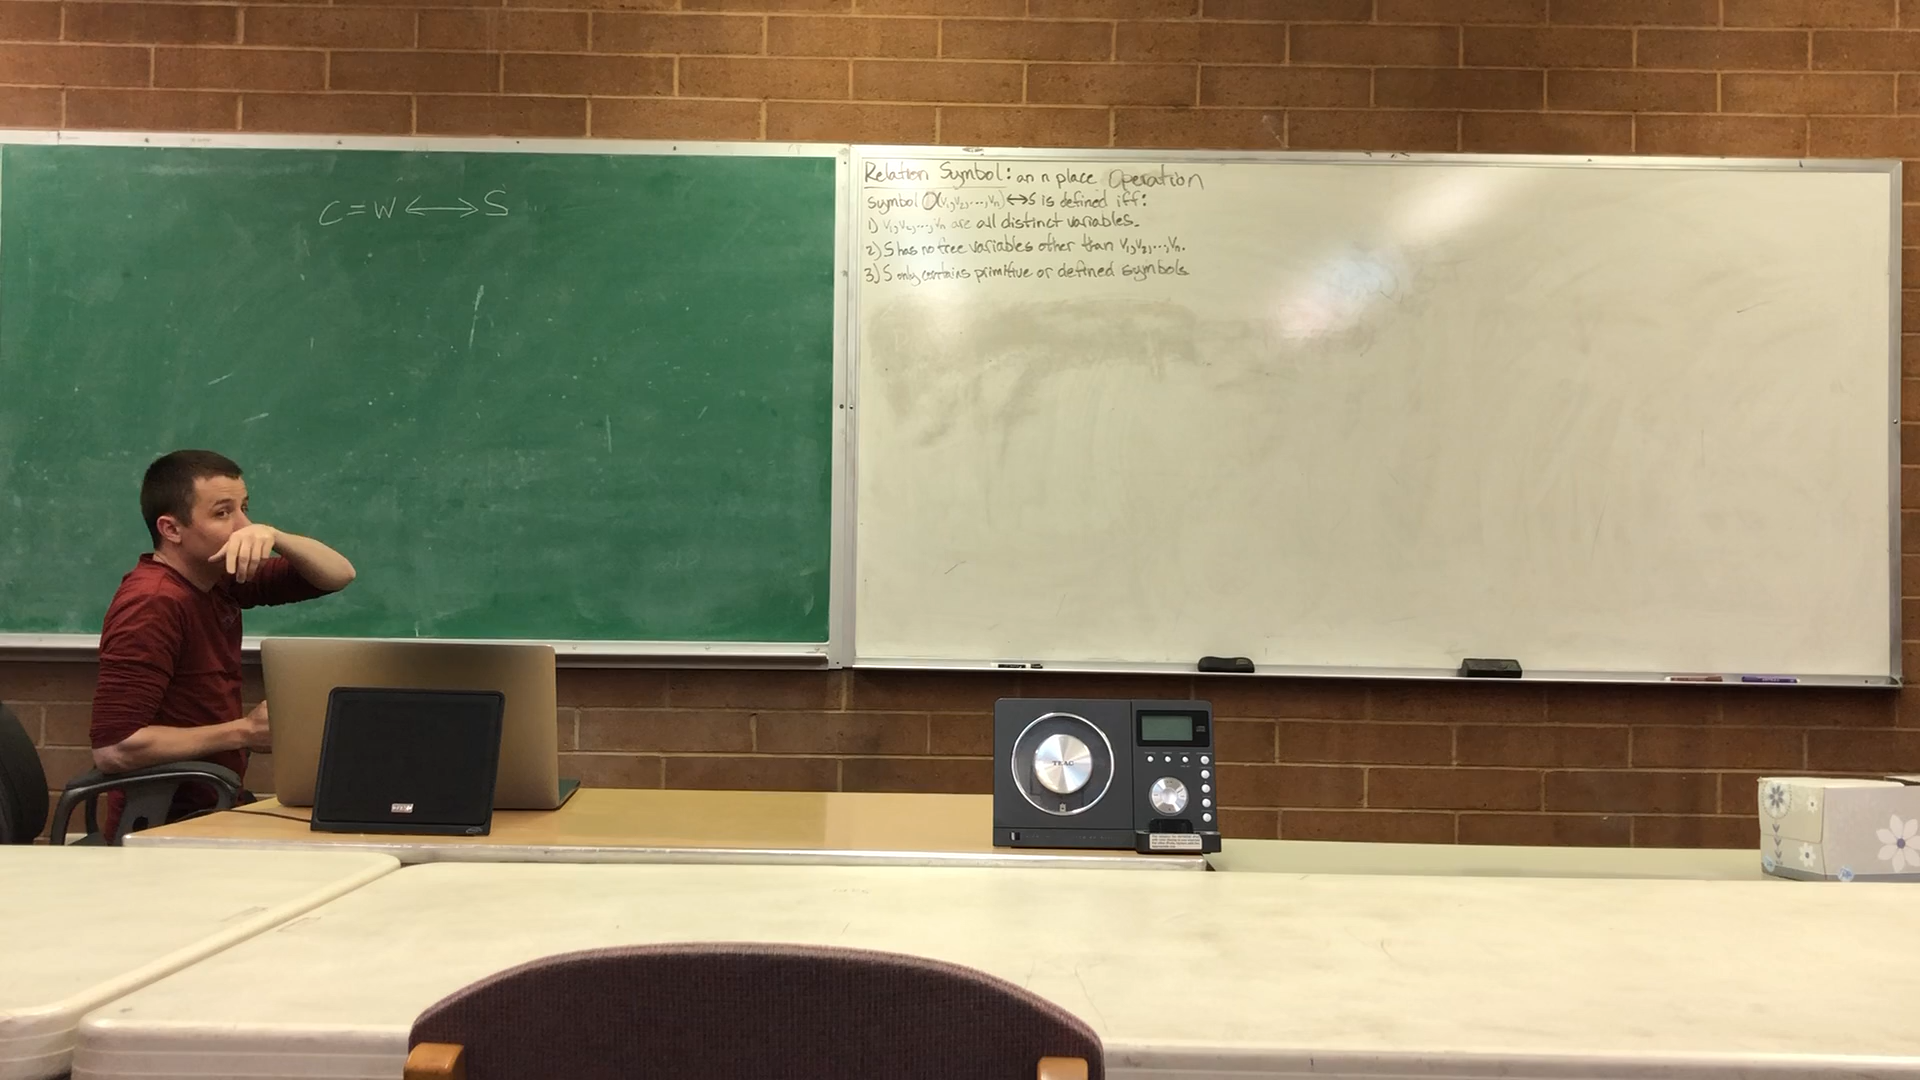 C=W⟷S
Relation Symbol: an n place Operation
symbol O(v₁,v₂,...,vₙ)↔S is defined iff:
1) v₁,v₂,...,vₙ are all distinct variables.
2) S has no free variables other than v₁,v₂,...,vₙ.
3) S only contains primitive or defined symbols
TEAC